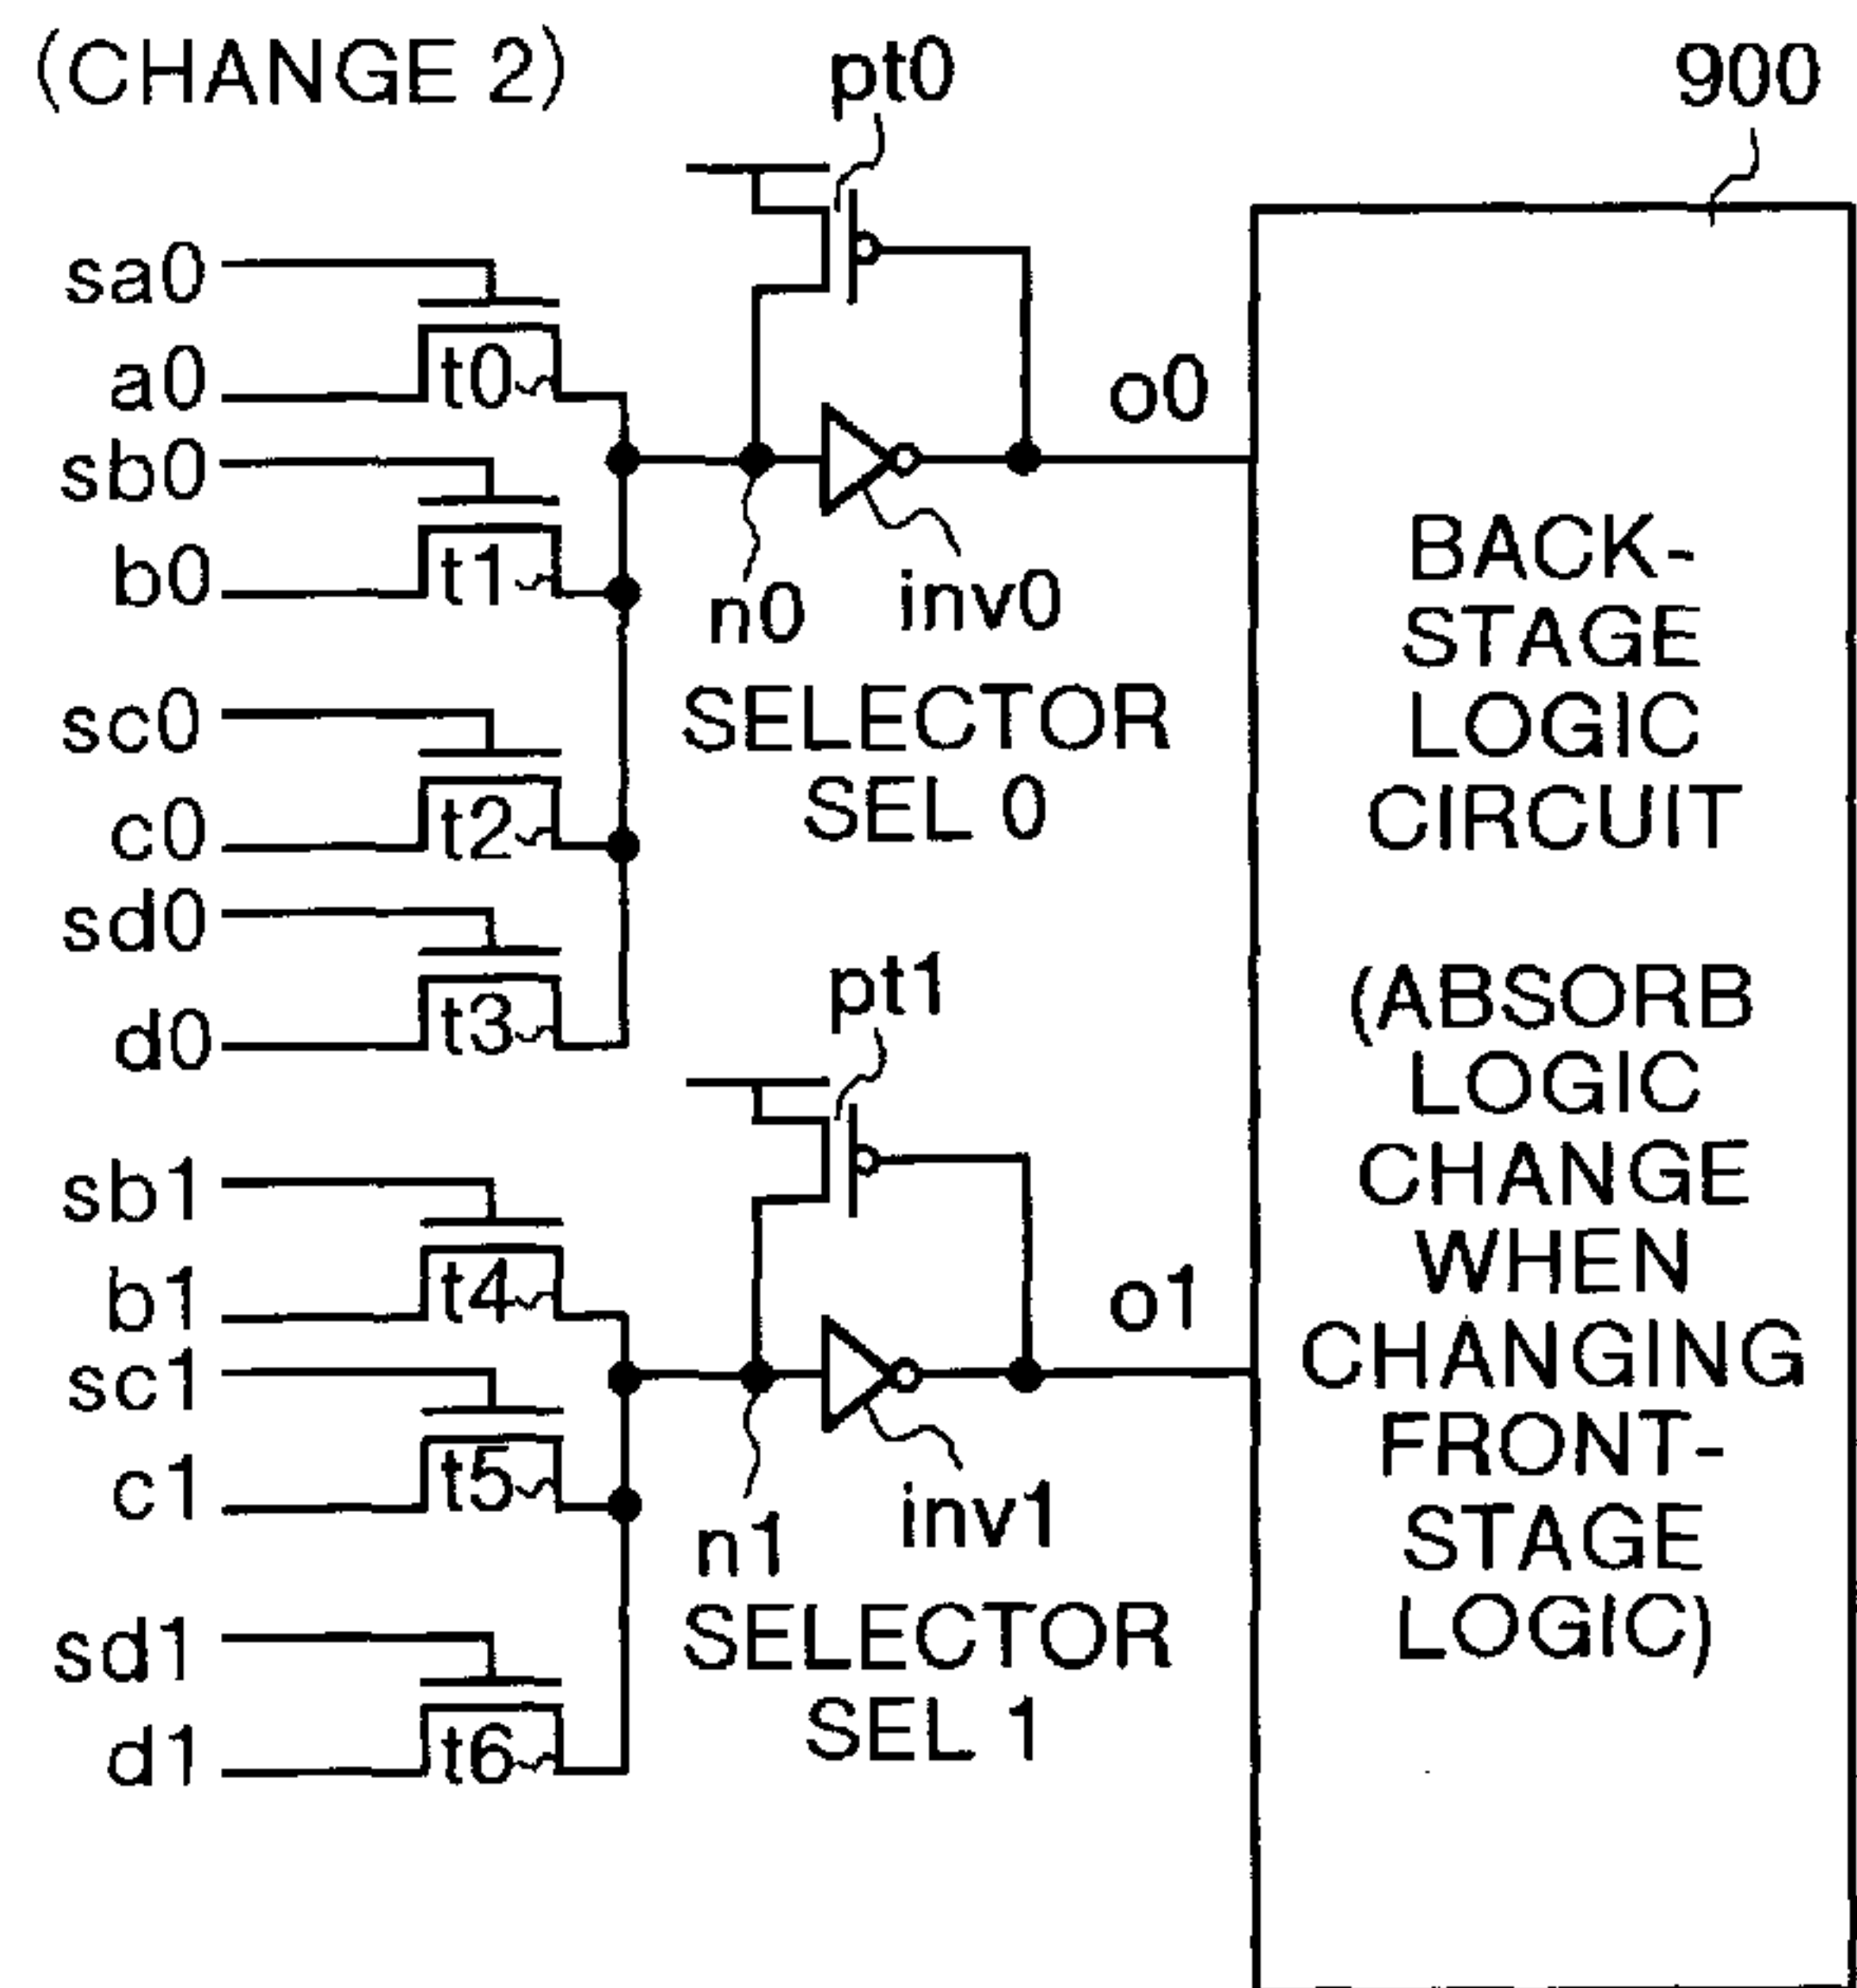 (CHANGE 2)
pt0
900
sa0
a0
t0
o0
sb0
b0
t1
n0
inv0
SELECTOR
SEL 0
sc0
c0
t2
sd0
d0
t3
pt1
sb1
b1
t4
o1
sc1
c1
t5
n1
inv1
SELECTOR
SEL 1
sd1
d1
t6
BACK-
STAGE
LOGIC
CIRCUIT
(ABSORB
LOGIC
CHANGE
WHEN
CHANGING
FRONT-
STAGE
LOGIC)